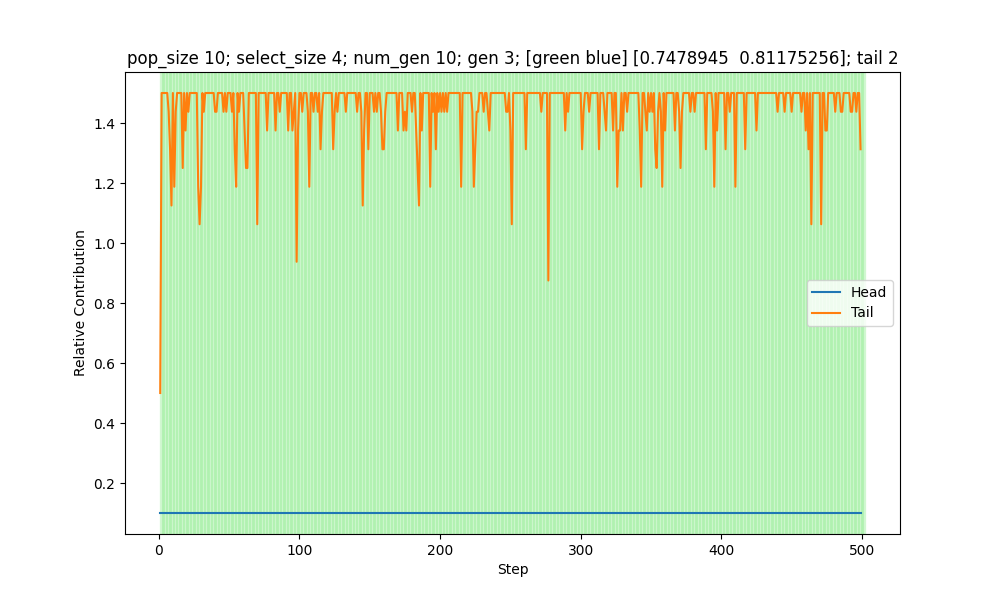 pop_size 10; select_size 4; num_gen 10; gen 3; [green blue] [0.7478945  0.81175256]; tail 2
Relative Contribution
1.4
1.2
1.0
0.8
0.6
0.4
0.2
Head
Tail
0 100 200 300 400 500
Step